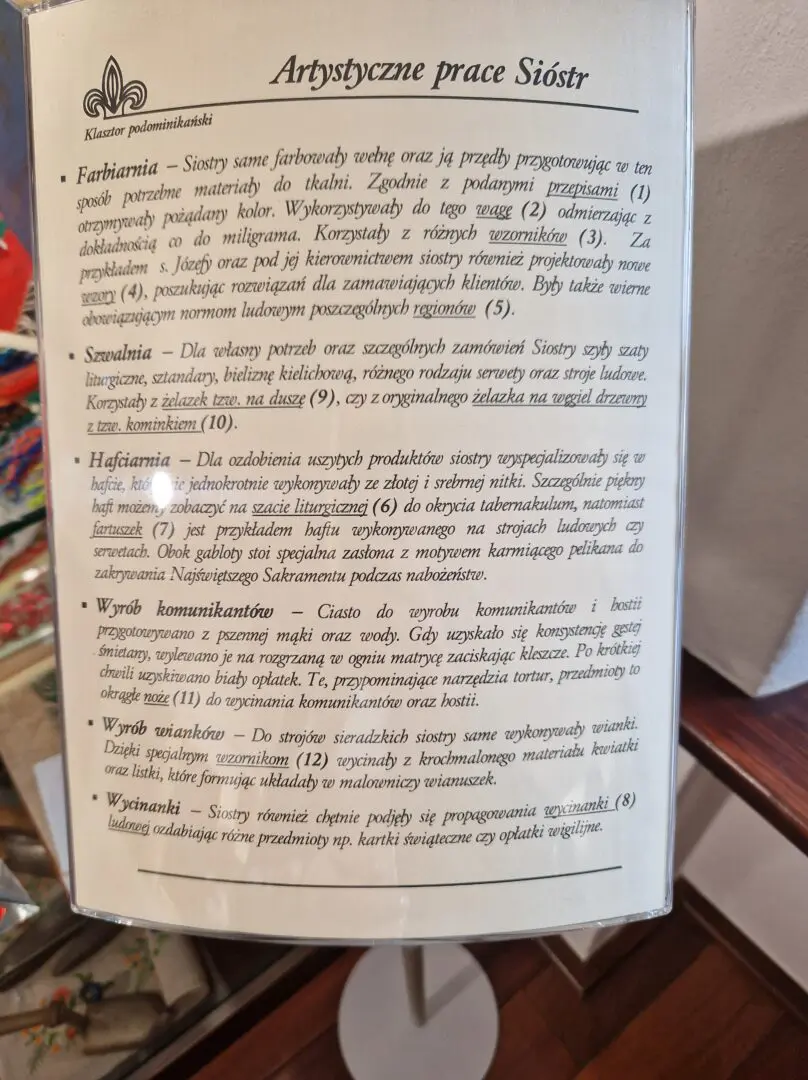 Artystyczne prace Sióstr
Klasztor podominikański
▪ Farbiarnia – Siostry same farbowały wełnę oraz ją przędły przygotowując w ten
sposób potrzebne materiały do tkalni. Zgodnie z podanymi przepisami (1)
otrzymywały pożądany kolor. Wykorzystywały do tego wagę (2) odmierzając z
dokładnością co do miligrama. Korzystały z różnych wzorników (3). Za
przykładem s. Józefy oraz pod jej kierownictwem siostry również projektowały nowe
wzory (4), poszukując rozwiązań dla zamawiających klientów. Były także wierne
obowiązującym normom ludowym poszczególnych regionów (5).
▪ Szwalnia – Dla własny potrzeb oraz szczególnych zamówień Siostry szyły szaty
liturgiczne, sztandary, bieliznę kielichową, różnego rodzaju serwety oraz stroje ludowe.
Korzystały z żelazek tzw. na duszę (9), czy z oryginalnego żelazka na węgiel drzewny
z tzw. kominkiem (10).
▪ Hafciarnia – Dla ozdobienia uszytych produktów siostry wyspecjalizowały się w
hafcie, jednokrotnie wykonywały ze złotej i srebrnej nitki. Szczególnie piękny
haft możemy zobaczyć na szacie liturgicznej (6) do okrycia tabernakulum, natomiast
fartuszek (7) jest przykładem haftu wykonywanego na strojach ludowych czy
serwetach. Obok gabloty stoi specjalna zasłona z motywem karmiącego pelikana do
zakrywania Najświętszego Sakramentu podczas nabożeństw.
▪ Wyrób komunikantów – Ciasto do wyrobu komunikantów i hostii
przygotowywano z pszennej mąki oraz wody. Gdy uzyskało się konsystencję gęstej
śmietany, wylewano je na rozgrzaną w ogniu matrycę zaciskając kleszcze. Po krótkiej
chwili uzyskiwano biały opłatek. Te, przypominające narzędzia tortur, przedmioty to
okrągłe noże (11) do wycinania komunikantów oraz hostii.
▪ Wyrób wianków – Do strojów sieradzkich siostry same wykonywały wianki.
Dzięki specjalnym wzornikom (12) wycinały z krochmalonego materiału kwiatki
oraz listki, które formując układały w malowniczy wianuszek.
▪ Wycinanki – Siostry również chętnie podjęły się propagowania wycinanki (8)
ludowej ozdabiając różne przedmioty np. kartki świąteczne czy opłatki wigilijne.